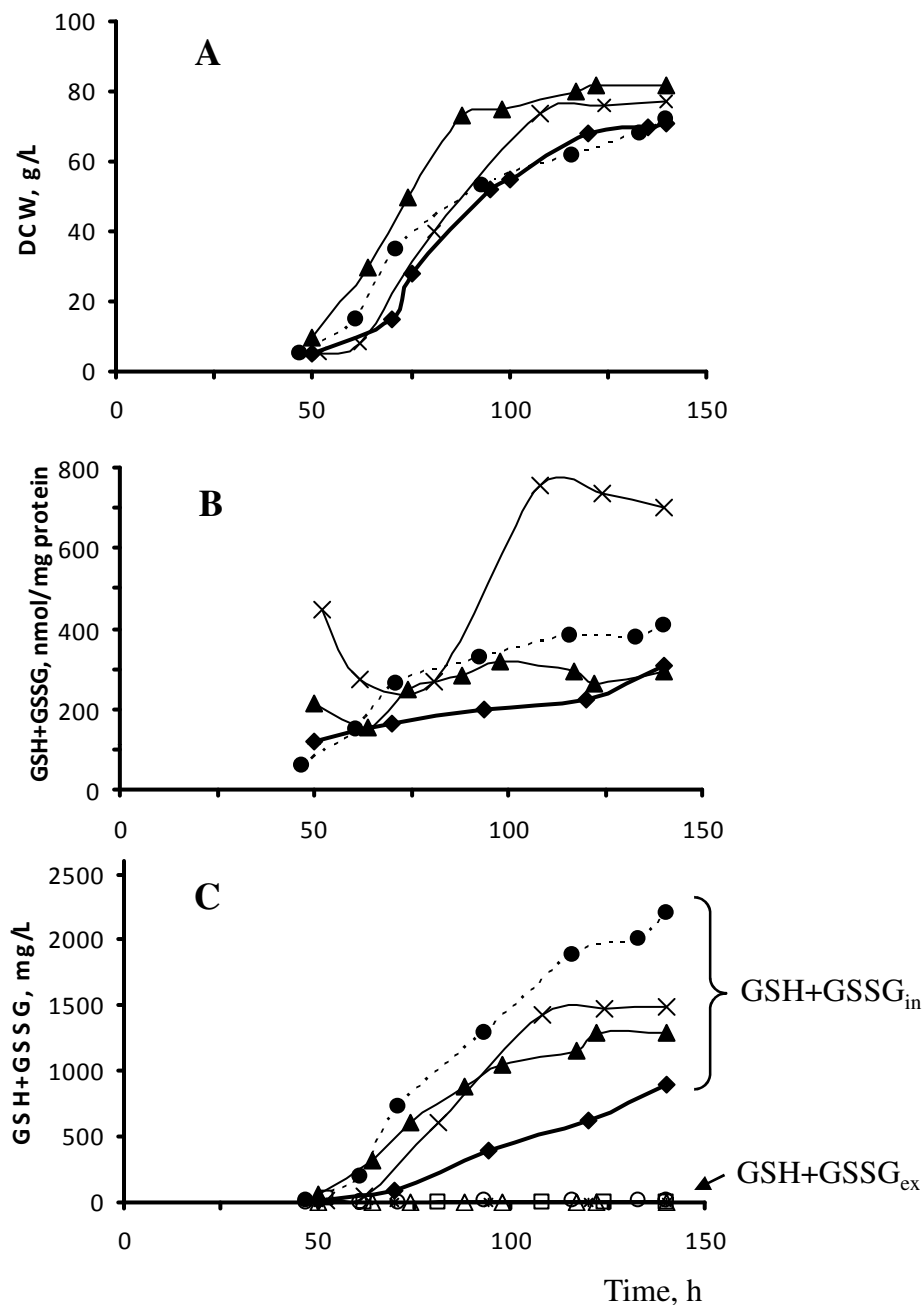 A
100
80
60
40
20
0
DCW, g/L
0 50 100 150
B
800
600
400
200
0
GSH+GSSG, nmol/mg protein
0 50 100 150
C
2500
2000
1500
1000
500
0
GSH+GSSG, mg/L
GSH+GSSGin
GSH+GSSGex
0 50 100 150
Time, h